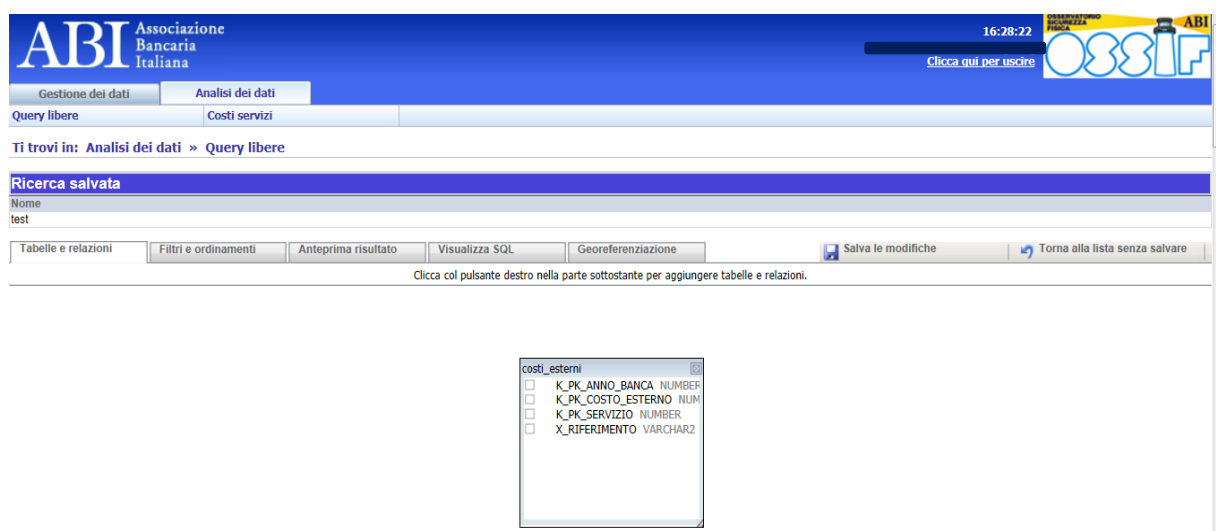 ABI Associazione
Bancaria
Italiana
16:28:22
Clicca qui per uscire
OSSERVATORIO
SICUREZZA
FISICA
ABI
OSSIF
Gestione dei dati Analisi dei dati
Query libere Costi servizi
Ti trovi in: Analisi dei dati » Query libere
Ricerca salvata
Nome
test
Tabelle e relazioni Filtri e ordinamenti Anteprima risultato Visualizza SQL Georeferenziazione Salva le modifiche Torna alla lista senza salvare
Clicca col pulsante destro nella parte sottostante per aggiungere tabelle e relazioni.
costi_esterni
K_PK_ANNO_BANCA NUMBER
K_PK_COSTO_ESTERNO NUM
K_PK_SERVIZIO NUMBER
X_RIFERIMENTO VARCHAR2